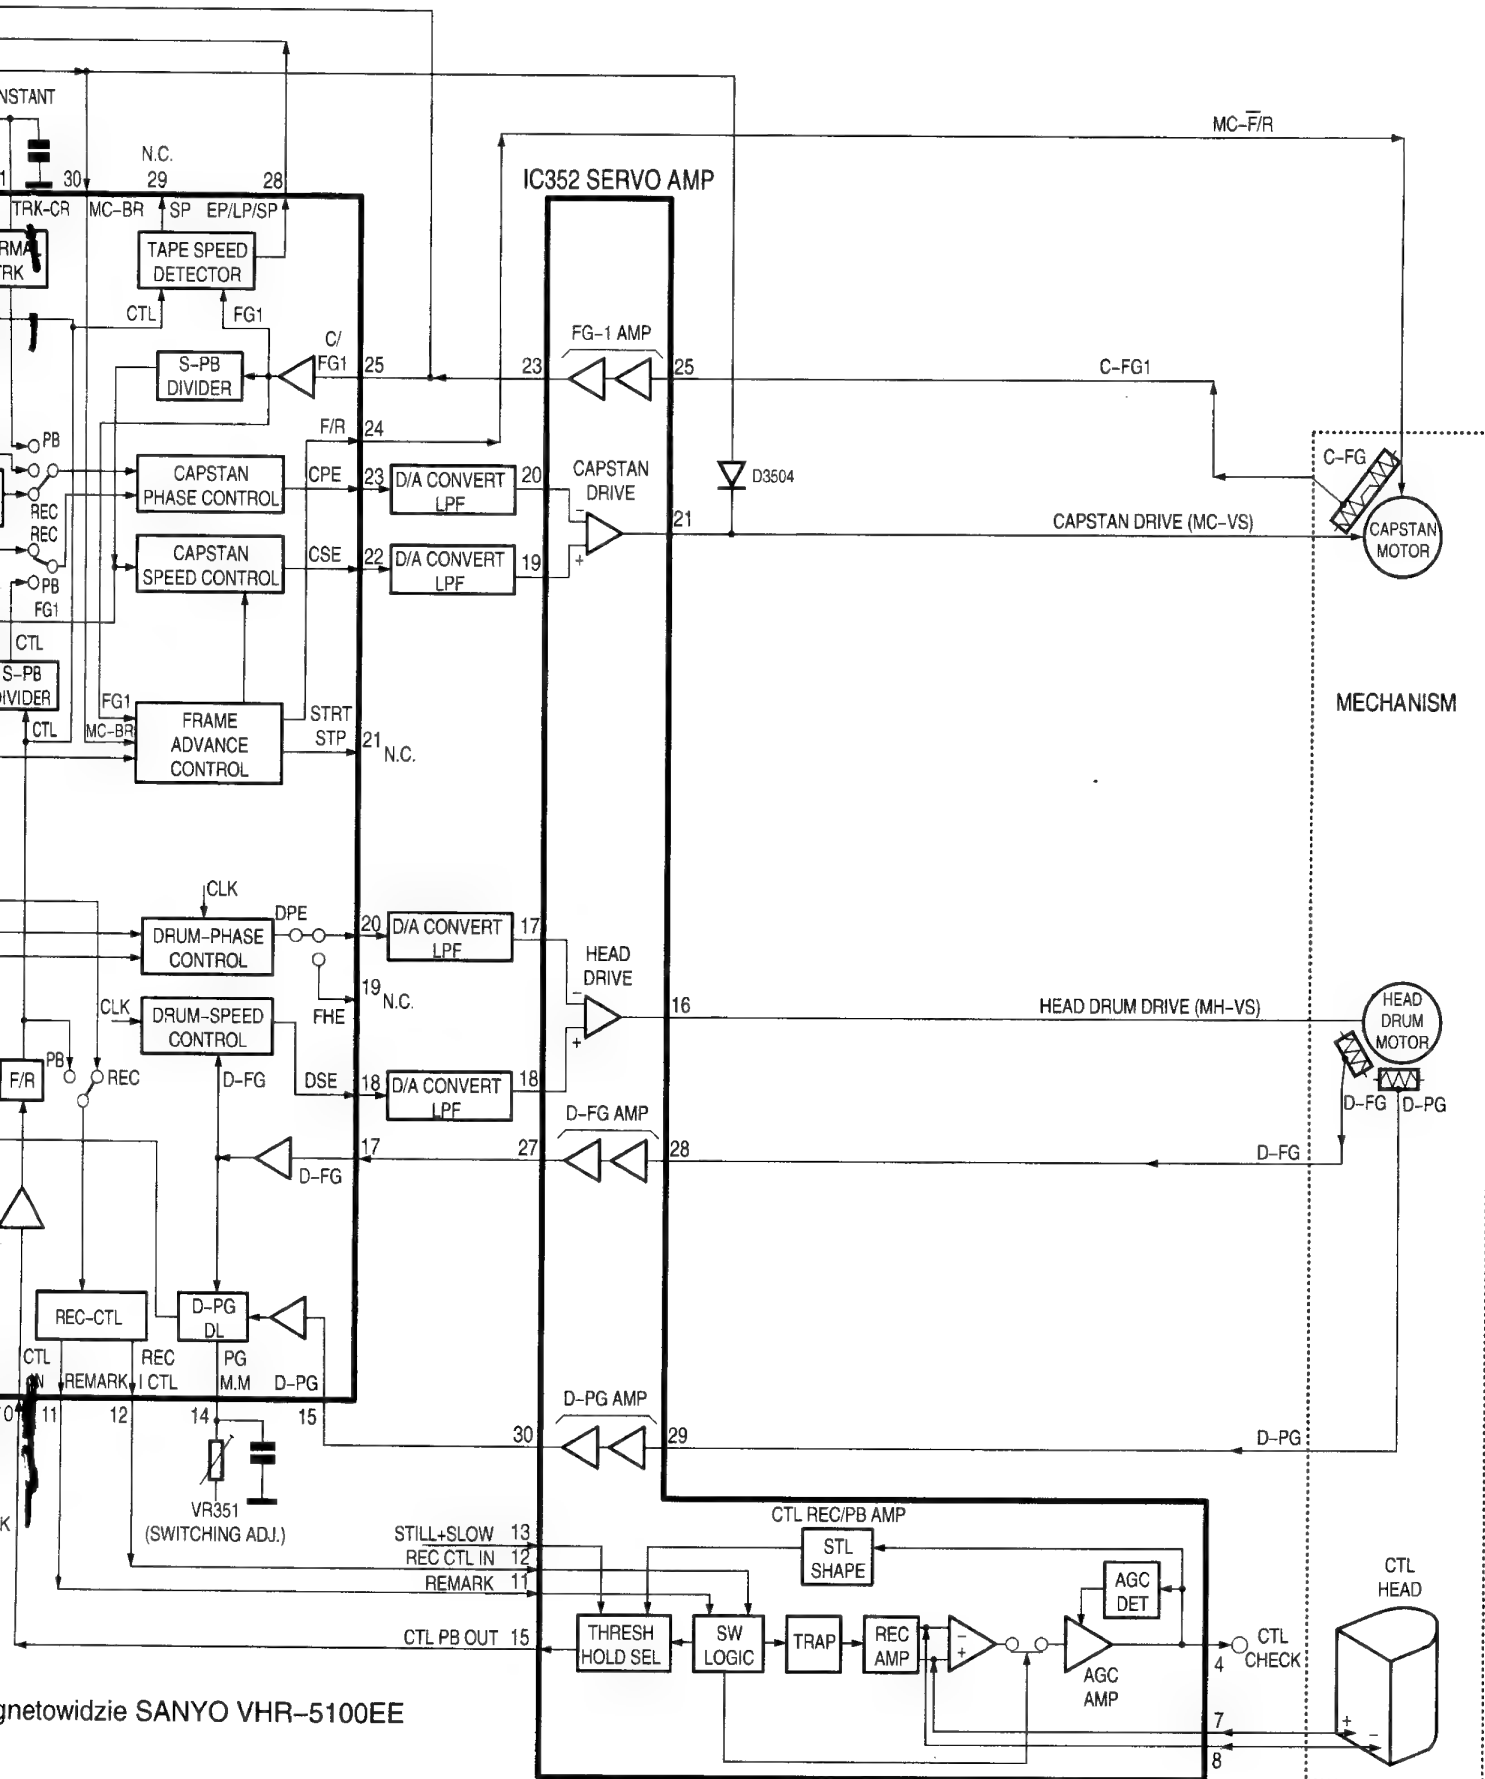 NSTANT
MC-F/R
N.C.
30
29
28
IC352 SERVO AMP
TRK-CR
MC-BR
SP
EP/LP/SP
TAPE SPEED
DETECTOR
TRK
CTL
FG1
FG-1 AMP
C/
FG1
25
23
25
C-FG1
S-PB
DIVIDER
F/R
24
PB
C-FG
CAPSTAN
PHASE CONTROL
CPE
23
D/A CONVERT
LPF
20
CAPSTAN
DRIVE
D3504
REC
REC
-
+
21
CAPSTAN DRIVE (MC-VS)
CAPSTAN
MOTOR
CAPSTAN
SPEED CONTROL
CSE
22
D/A CONVERT
LPF
19
PB
FG1
CTL
S-PB
DIVIDER
MECHANISM
FG1
CTL
MC-BR
FRAME
ADVANCE
CONTROL
STRT
STP
21
N.C.
CLK
DPE
20
D/A CONVERT
LPF
17
DRUM-PHASE
CONTROL
HEAD
DRIVE
19
N.C.
FHE
CLK
DRUM-SPEED
CONTROL
-
+
16
HEAD DRUM DRIVE (MH-VS)
HEAD
DRUM
MOTOR
F/R
PB
REC
D-FG
DSE
18
D/A CONVERT
LPF
18
D-FG
D-PG
D-FG AMP
17
27
28
D-FG
D-FG
REC-CTL
D-PG
DL
CTL
REC
PG
REMARK
I CTL
M.M
D-PG
11
12
14
15
D-PG AMP
30
29
D-PG
VR351
(SWITCHING ADJ.)
K
STILL+SLOW 13
REC CTL IN 12
REMARK 11
CTL PB OUT 15
CTL REC/PB AMP
STL
SHAPE
AGC
DET
CTL
HEAD
THRESH
HOLD SEL
SW
LOGIC
TRAP
REC
AMP
-
+
AGC
AMP
4
CTL
CHECK
7
8
+
-
gnetowidzie SANYO VHR-5100EE